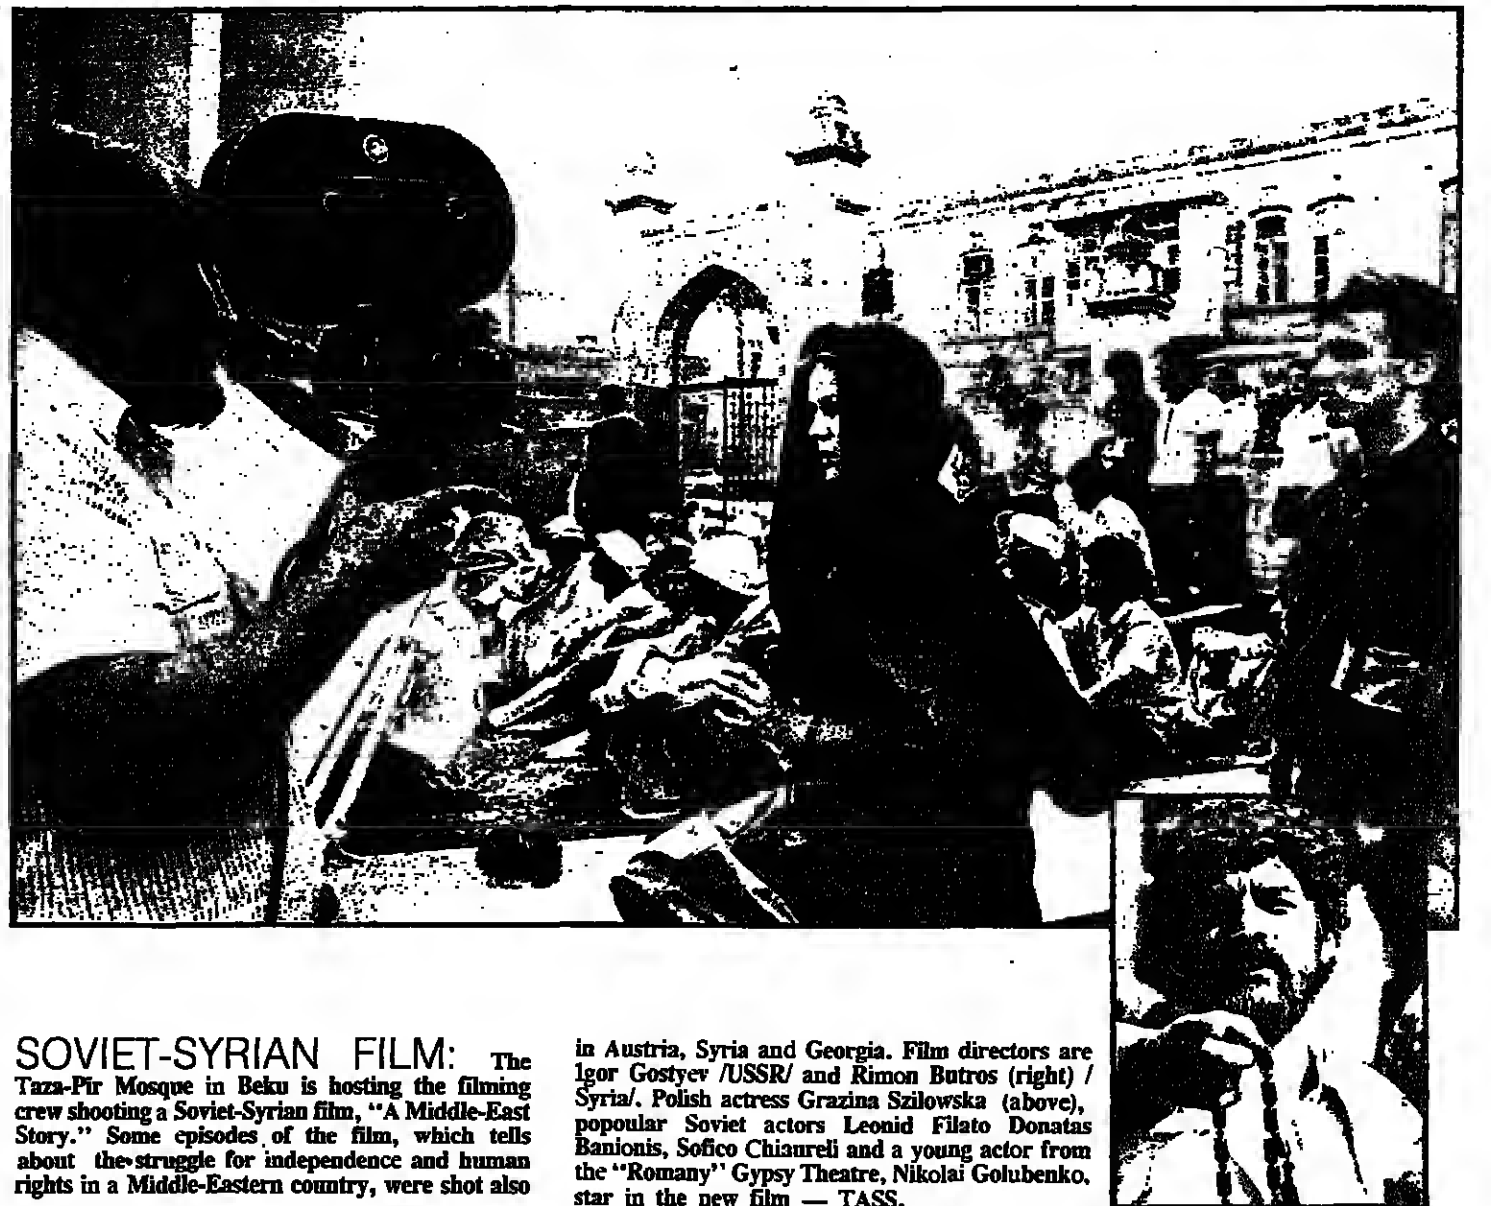 SOVIET-SYRIAN FILM: The
Taza-Pir Mosque in Beku is hosting the filming
crew shooting a Soviet-Syrian film, "A Middle-East
Story." Some episodes of the film, which tells
about the struggle for independence and human
rights in a Middle-Eastern country, were shot also
in Austria, Syria and Georgia. Film directors are
Igor Gostyev /USSR/ and Rimon Butros (right) /
Syria/. Polish actress Grazina Szilowska (above),
popoular Soviet actors Leonid Filato Donatas
Banionis, Sofico Chiaureli and a young actor from
the "Romany" Gypsy Theatre, Nikolai Golubenko,
star in the new film — TASS.